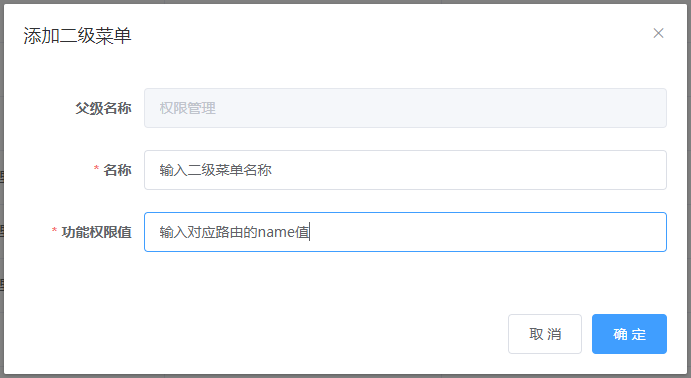 添加二级菜单
父级名称 权限管理
* 名称 输入二级菜单名称
* 功能权限值 输入对应路由的name值
取 消 确 定